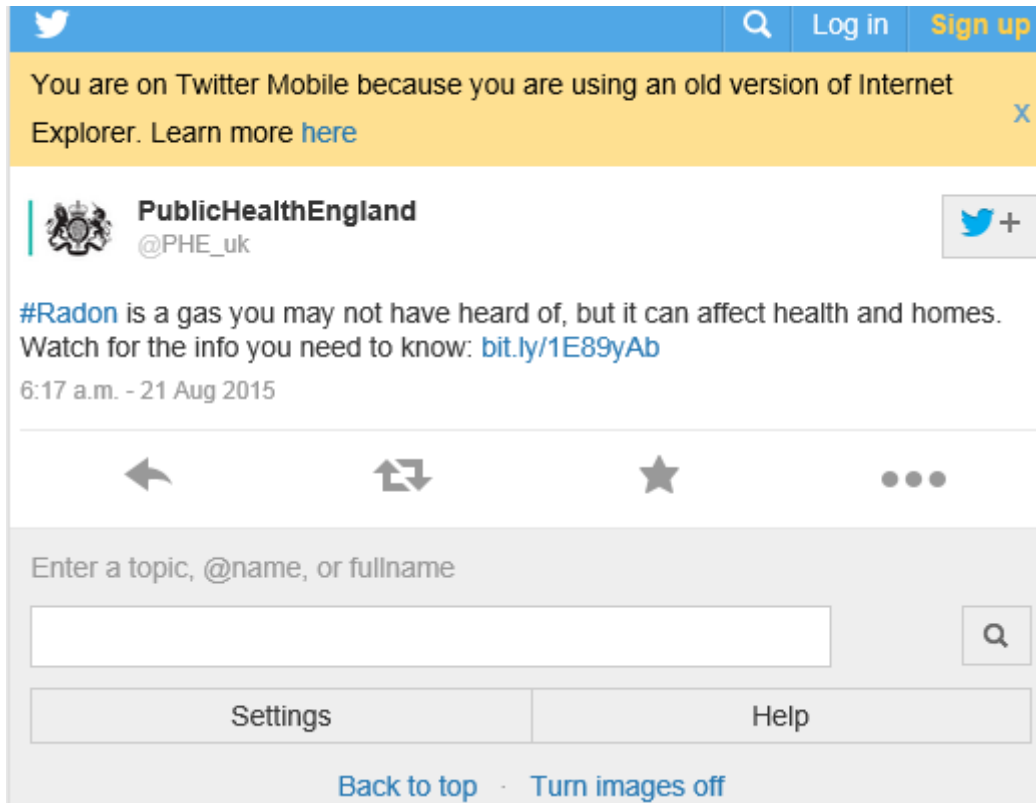 Log in Sign up
You are on Twitter Mobile because you are using an old version of Internet
Explorer. Learn more here
X
PublicHealthEngland
@PHE_uk
+
#Radon is a gas you may not have heard of, but it can affect health and homes.
Watch for the info you need to know: bit.ly/1E89yAb
6:17 a.m. - 21 Aug 2015
Enter a topic, @name, or fullname
Settings Help
Back to top · Turn images off